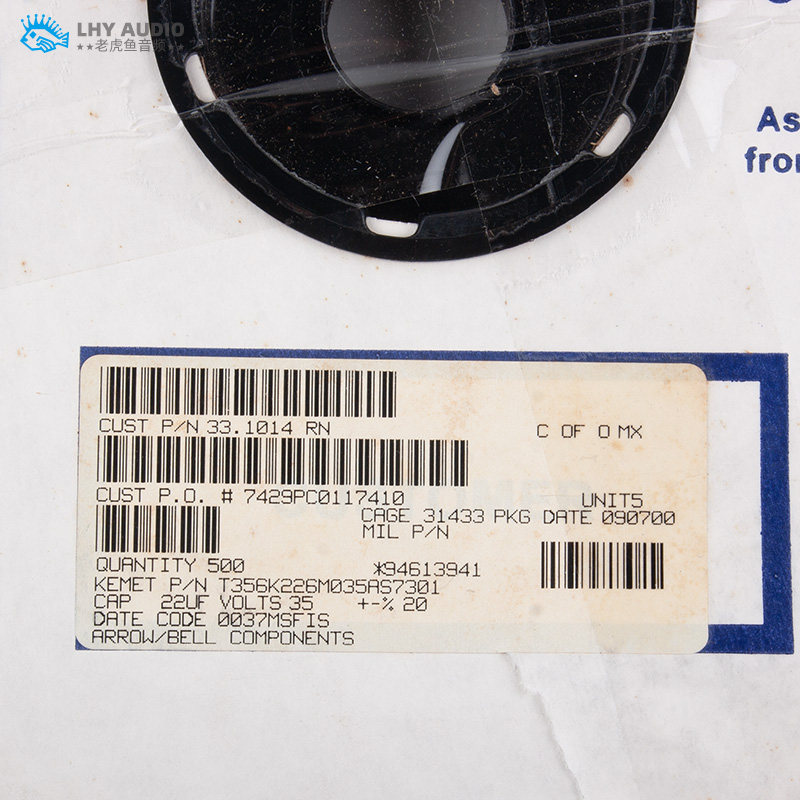 LHY AUDIO
★★老虎鱼音频★★
As
from
CUST P/N 33.1014 RN
C OF O MX
CUST P.O. # 7429PC0117410
UNIT5
CAGE 31433 PKG DATE 090700
MIL P/N
QUANTITY 500
*94613941
KEMET P/N T356K226M035AS7301
CAP 22UF VOLTS 35 +-% 20
DATE CODE 0037MSFIS
ARROW/BELL COMPONENTS